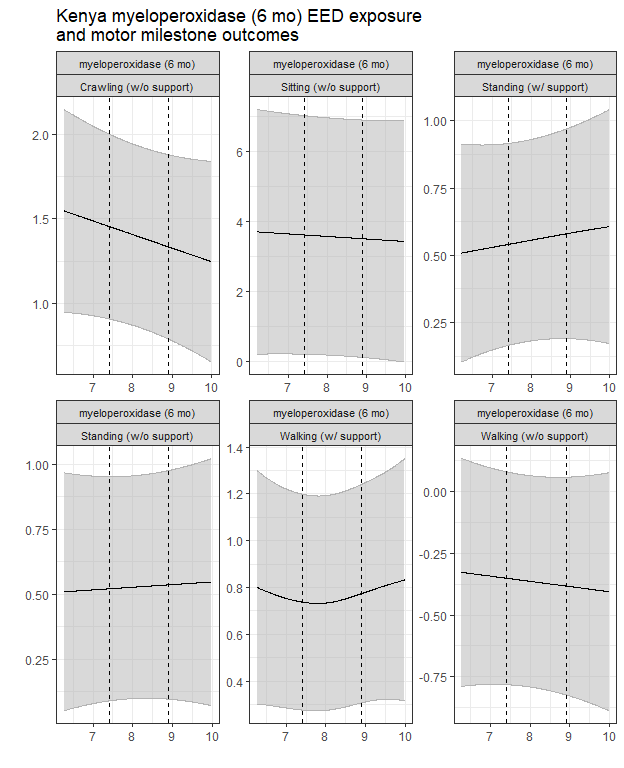 Kenya myeloperoxidase (6 mo) EED exposure
and motor milestone outcomes
myeloperoxidase (6 mo)
Crawling (w/o support)
2.0
1.5
1.0
7 8 9 10
myeloperoxidase (6 mo)
Sitting (w/o support)
6
4
2
0
7 8 9 10
myeloperoxidase (6 mo)
Standing (w/ support)
1.00
0.75
0.50
0.25
7 8 9 10
myeloperoxidase (6 mo)
Standing (w/o support)
1.00
0.75
0.50
0.25
7 8 9 10
myeloperoxidase (6 mo)
Walking (w/ support)
1.4
1.2
1.0
0.8
0.6
0.4
7 8 9 10
myeloperoxidase (6 mo)
Walking (w/o support)
0.00
-0.25
-0.50
-0.75
7 8 9 10